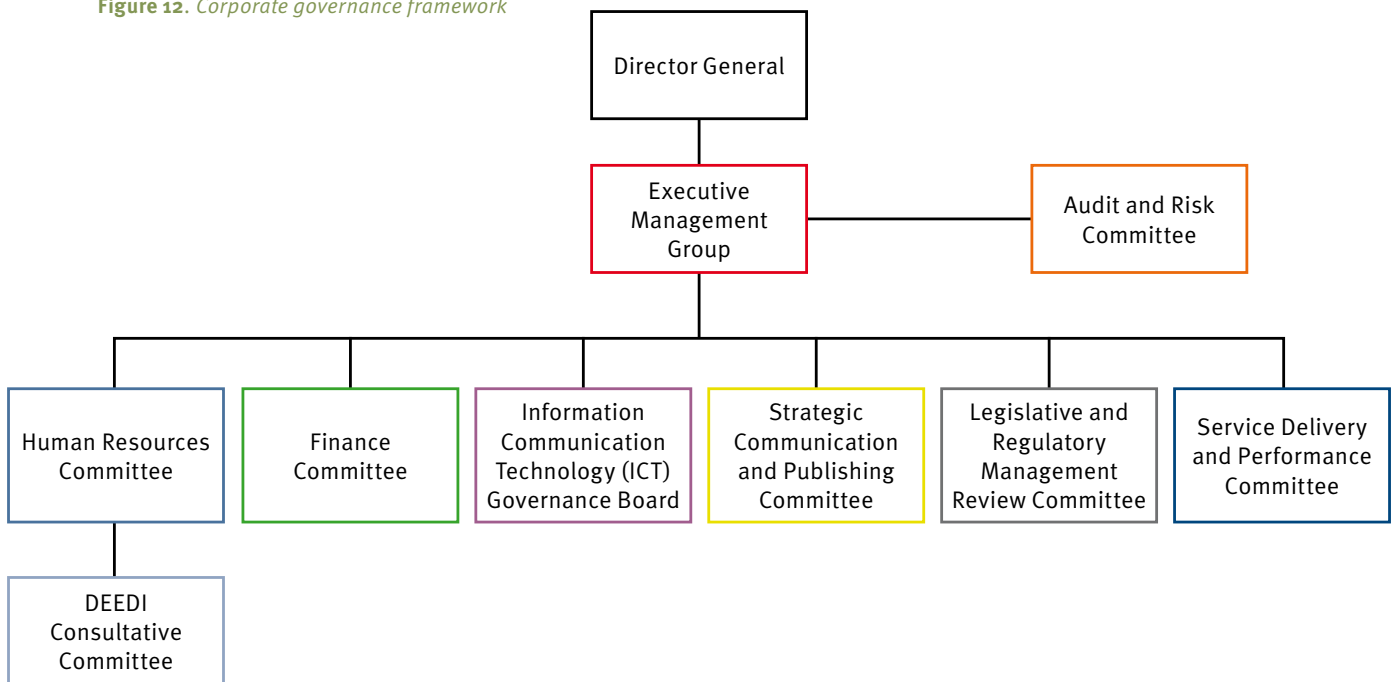 Figure 12. Corporate governance framework
Director General
Executive
Management
Group
Audit and Risk
Committee
Human Resources
Committee
Finance
Committee
Information
Communication
Technology (ICT)
Governance Board
Strategic
Communication
and Publishing
Committee
Legislative and
Regulatory
Management
Review Committee
Service Delivery
and Performance
Committee
DEEDI
Consultative
Committee